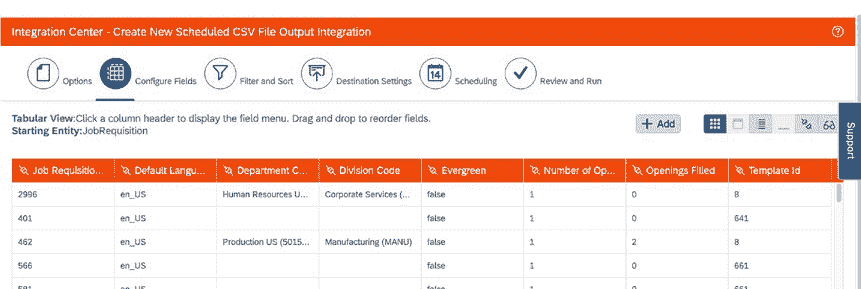 Integration Center - Create New Scheduled CSV File Output Integration
Options Configure Fields Filter and Sort Destination Settings 14 Scheduling Review and Run
Tabular View:Click a column header to display the field menu. Drag and drop to reorder fields.
Starting Entity:JobRequisition
+ Add
Support
Job Requisitio... Default Langu... Department C... Division Code Evergreen Number of Op... Openings Filled Template Id
2996 en_US Human Resources U... Corporate Services (... false 1 0 8
401 en_US false 1 0 641
462 en_US Production US (5015... Manufacturing (MANU) false 1 2 8
566 en_US false 1 0 661